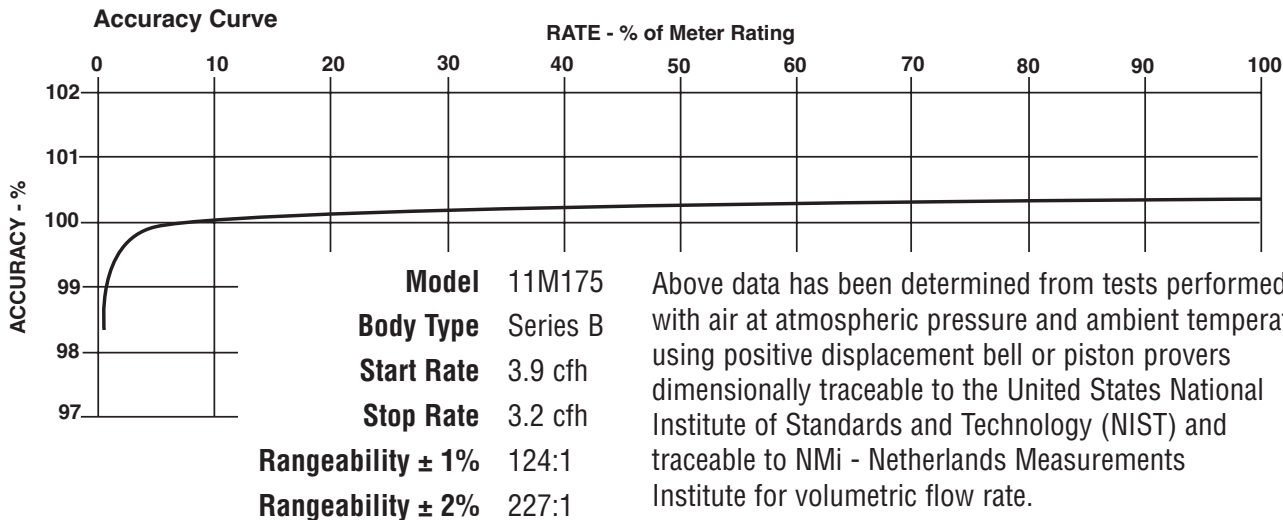 Accuracy Curve
RATE - % of Meter Rating
0 10 20 30 40 50 60 70 80 90 100
102
101
100
99
98
97
ACCURACY - %
Model 11M175
Body Type Series B
Start Rate 3.9 cfh
Stop Rate 3.2 cfh
Rangeability ± 1% 124:1
Rangeability ± 2% 227:1
Above data has been determined from tests performed
with air at atmospheric pressure and ambient temperat
using positive displacement bell or piston provers
dimensionally traceable to the United States National
Institute of Standards and Technology (NIST) and
traceable to NMi - Netherlands Measurements
Institute for volumetric flow rate.